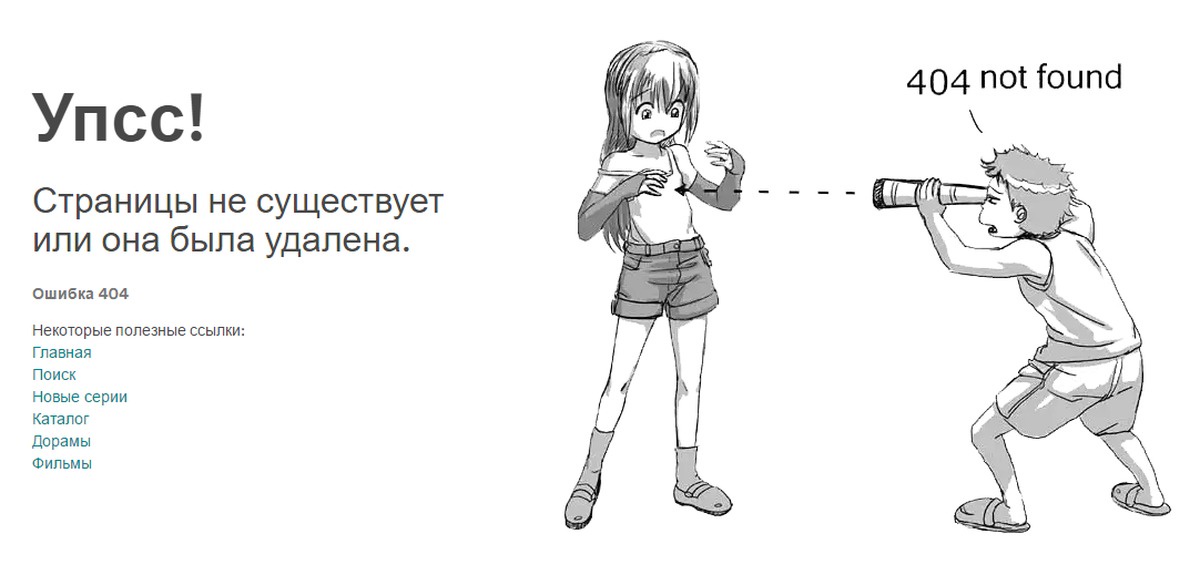 Упсс!
Страницы не существует
или она была удалена.
Ошибка 404
Некоторые полезные ссылки:
Главная
Поиск
Новые серии
Каталог
Дорамы
Фильмы
404 not found